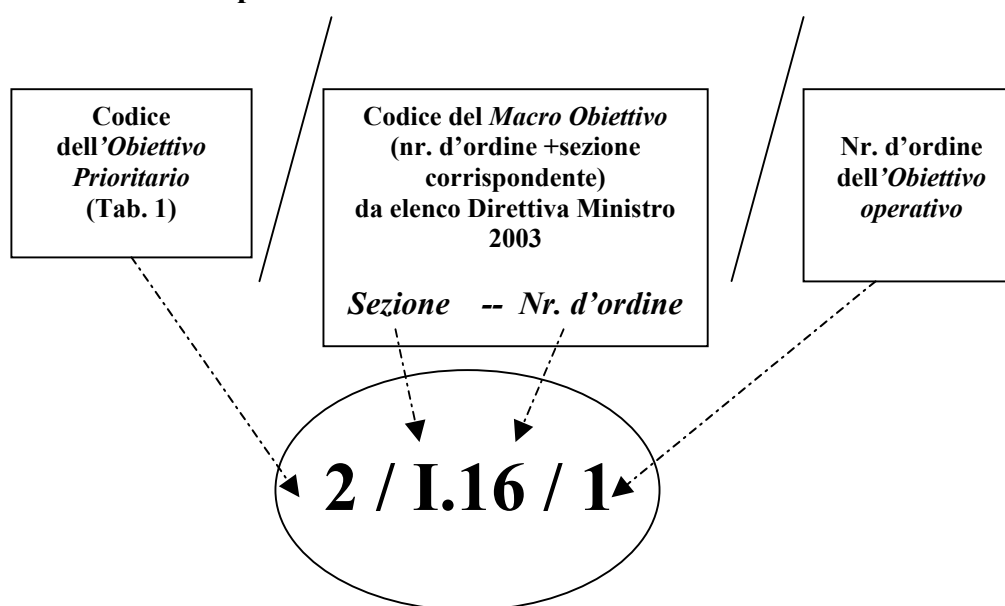 Codice
dell'Obiettivo
Prioritario
(Tab. 1)
Codice del Macro Obiettivo
(nr. d'ordine +sezione
corrispondente)
da elenco Direttiva Ministro
2003
Sezione -- Nr. d'ordine
Nr. d'ordine
dell'Obiettivo
operativo
2 / I.16 / 1